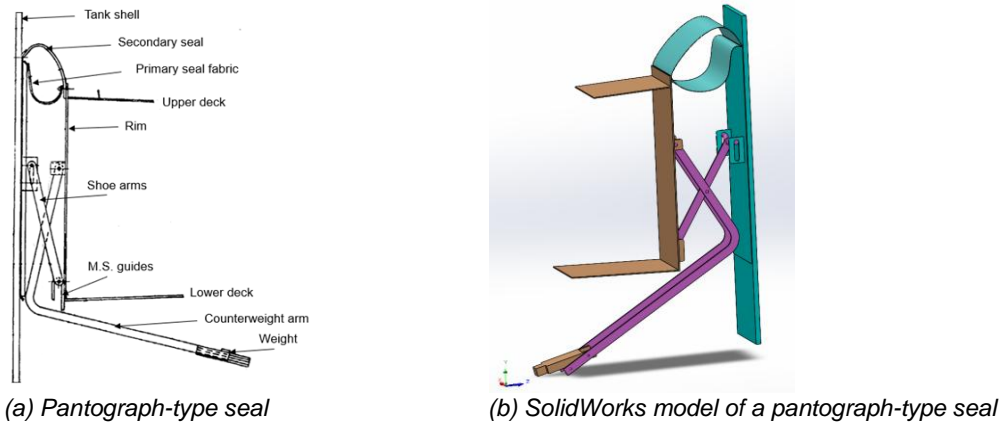 Tank shell
Secondary seal
Primary seal fabric
Upper deck
Rim
Shoe arms
M.S. guides
Lower deck
Counterweight arm
Weight
(a) Pantograph-type seal
(b) SolidWorks model of a pantograph-type seal